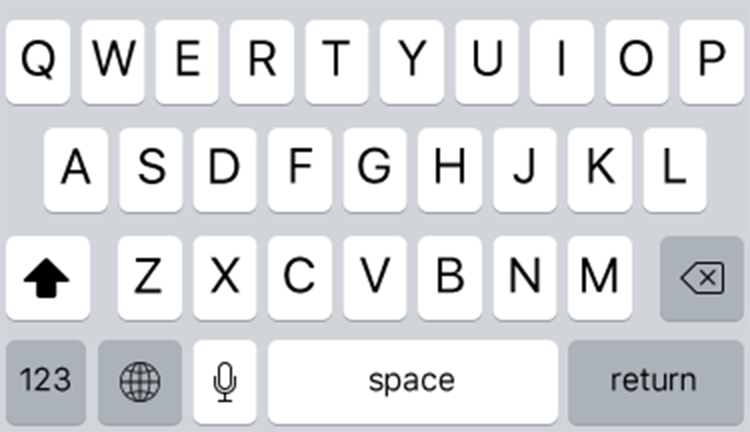 Q W E R T Y U I O P
A S D F G H J K L
Z X C V B N M
123 space return